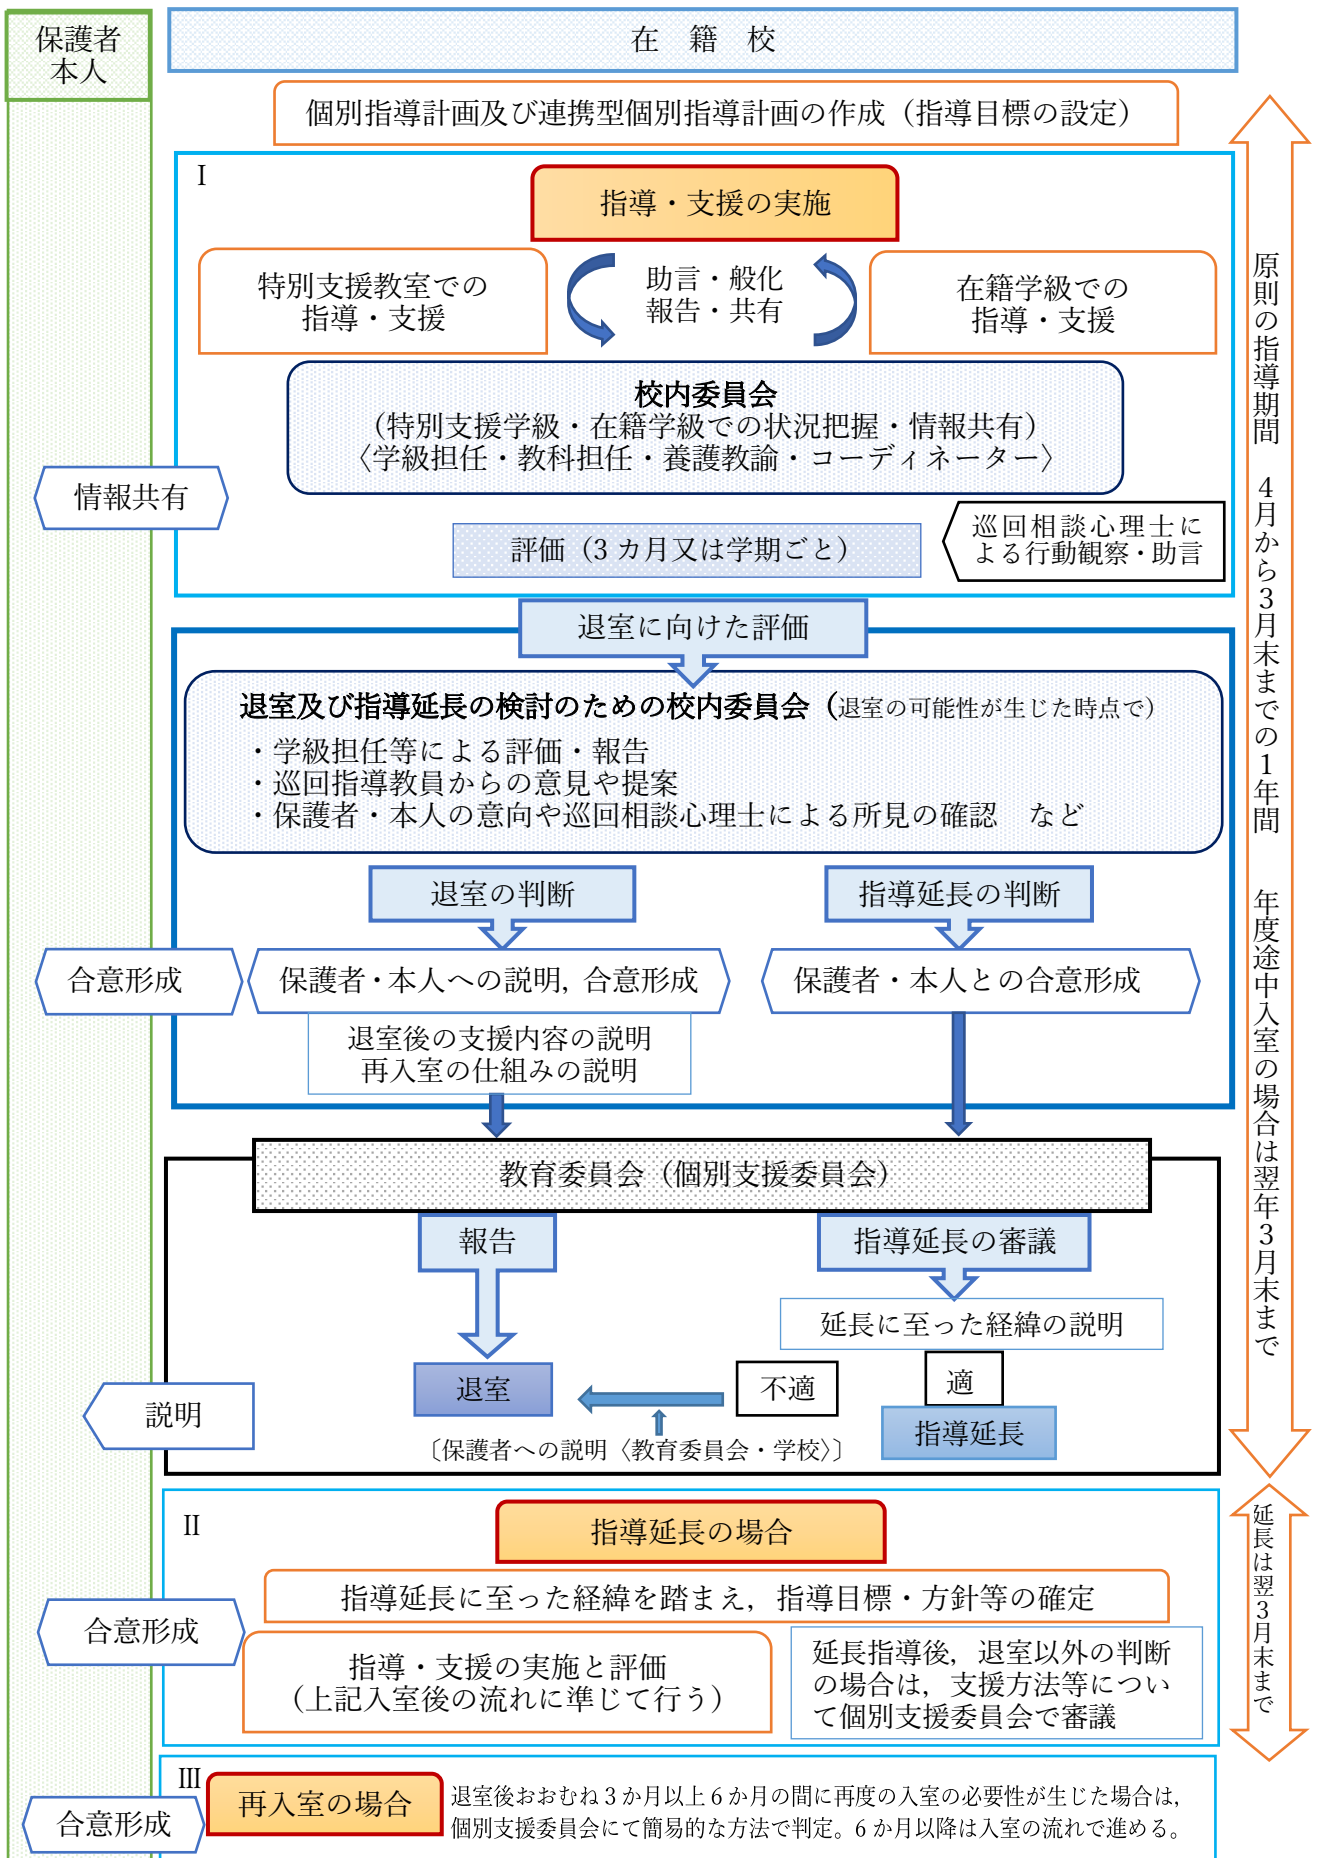 保護者
本人
在　籍　校
個別指導計画及び連携型個別指導計画の作成（指導目標の設定）
Ⅰ
指導・支援の実施
特別支援教室での
指導・支援
助言・般化
報告・共有
在籍学級での
指導・支援
校内委員会
（特別支援学級・在籍学級での状況把握・情報共有）
〈学級担任・教科担任・養護教諭・コーディネーター〉
情報共有
評価（3 カ月又は学期ごと）
巡回相談心理士に
よる行動観察・助言
退室に向けた評価
退室及び指導延長の検討のための校内委員会（退室の可能性が生じた時点で）
・学級担任等による評価・報告
・巡回指導教員からの意見や提案
・保護者・本人の意向や巡回相談心理士による所見の確認　など
退室の判断
指導延長の判断
合意形成
保護者・本人への説明，合意形成
保護者・本人との合意形成
退室後の支援内容の説明
再入室の仕組みの説明
教育委員会（個別支援委員会）
報告
指導延長の審議
延長に至った経緯の説明
退室
不適
適
指導延長
説明
〔保護者への説明〈教育委員会・学校〉〕
原則の指導期間　４月から３月末までの１年間　　年度途中入室の場合は翌年３月末まで
Ⅱ
指導延長の場合
指導延長に至った経緯を踏まえ，指導目標・方針等の確定
合意形成
指導・支援の実施と評価
（上記入室後の流れに準じて行う）
延長指導後，退室以外の判断
の場合は，支援方法等につい
て個別支援委員会で審議
延長は翌３月末まで
Ⅲ
再入室の場合
合意形成
退室後おおむね 3 か月以上 6 か月の間に再度の入室の必要性が生じた場合は，
個別支援委員会にて簡易的な方法で判定。6 か月以降は入室の流れで進める。